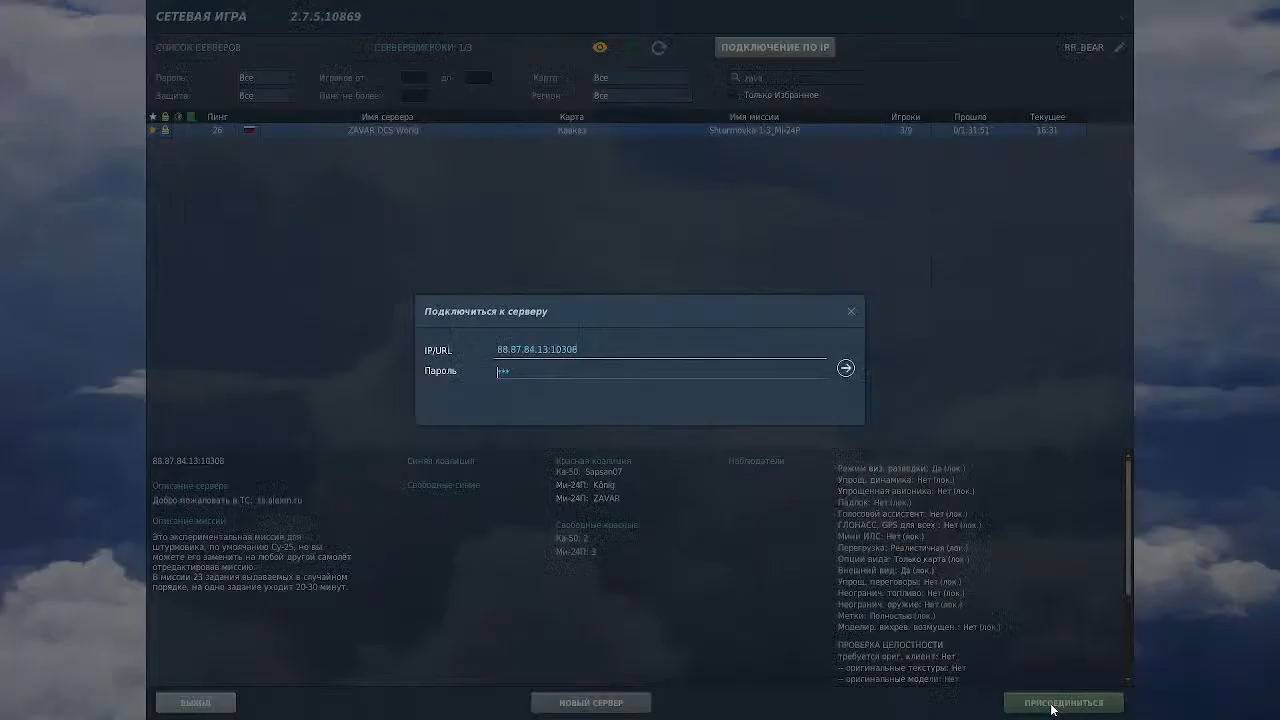 СЕТЕВАЯ ИГРА 2.7.5.10869
СПИСОК СЕРВЕРОВ СЕРВЕРЫ/ИГРОКИ: 1/3 ПОДКЛЮЧЕНИЕ ПО IP RR_BEAR
Пароль: Все Игроков от до Карта Все zava
Защита: Все Пинг не более: Регион Все Только Избранное
Пинг Имя сервера Карта Имя миссии Игроки Прошло Текущее
26 ZAVAR DCS World Кавказ Shturmovka 1.3_Mi-24P 3/9 0/1:31:51 16:31
Подключиться к серверу
IP/URL 88.87.84.13:10308
Пароль ***
88.87.84.13:10308
Описание сервера
Добро пожаловать в ТС:
Описание миссии
Это экспериментальная миссия для
штурмовика, по умолчанию Су-25, но вы
можете его заменить на любой другой самолёт
отредактировав миссию.
В миссии 23 задания выдаваемых в случайном
порядке, на одно задание уходит 20-30 минут.
Синяя коалиция
Свободные синие
Красная коалиция
Ка-50: Sapsan07
Ми-24П: König
Ми-24П: ZAVAR
Свободные красные
Ка-50: 2
Ми-24П: 3
Наблюдатели
Режим виз. разведки: Да (лок.)
Упрощ. динамика: Нет (лок.)
Упрощенная авионика: Нет (лок.)
Падлок: Нет (лок.)
Голосовой ассистент: Нет (лок.)
ГЛОНАСС, GPS для всех : Нет (лок.)
Мини ИЛС: Нет (лок.)
Перегрузка: Реалистичная (лок.)
Опции вида: Только карта (лок.)
Внешний вид: Да (лок.)
Упрощ. переговоры: Нет (лок.)
Неогранич. топливо: Нет (лок.)
Неогранич. оружие: Нет (лок.)
Метки: Полностью (лок.)
Моделир. вихрев. возмущен.: Нет (лок.)
ПРОВЕРКА ЦЕЛОСТНОСТИ
требуется ориг. клиент: Нет
— оригинальные текстуры: Нет
— оригинальные модели: Нет
ВЫХОД НОВЫЙ СЕРВЕР ПРИСОЕДИНИТЬСЯ